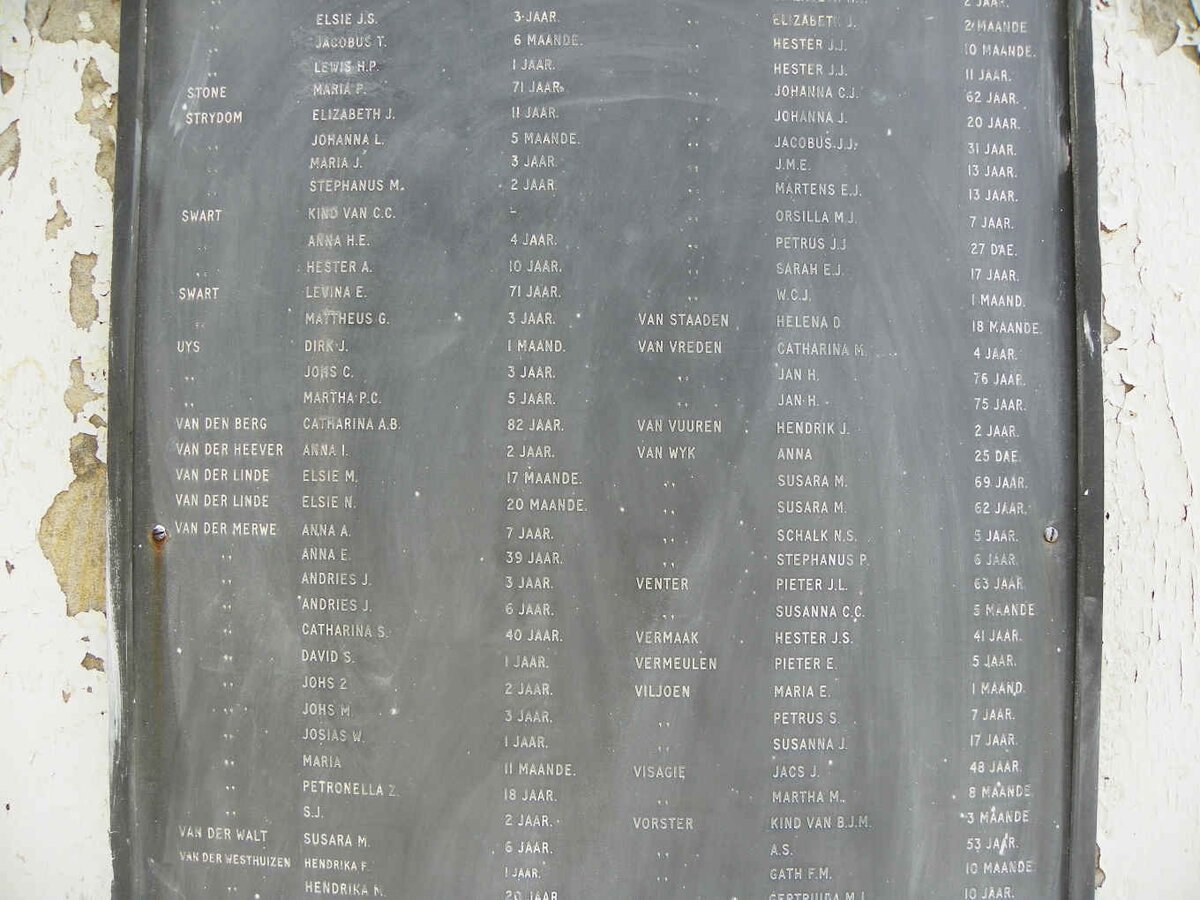 2 JAAR.
,, ELSIE J.S. 3 JAAR.
,, JACOBUS T. 6 MAANDE.
,, LEWIS H.P. 1 JAAR.
STONE MARIA P. 71 JAAR.
STRYDOM ELIZABETH J. 11 JAAR.
,, JOHANNA L. 5 MAANDE.
,, MARIA J. 3 JAAR.
,, STEPHANUS M. 2 JAAR.
SWART KIND VAN C.C. -
,, ANNA H.E. 4 JAAR.
,, HESTER A. 10 JAAR.
SWART LEVINA E. 71 JAAR.
,, MATTHEUS G. 3 JAAR.
UYS DIRK J. 1 MAAND.
,, JOHS C. 3 JAAR.
,, MARTHA P.C. 5 JAAR.
VAN DEN BERG CATHARINA A.B. 82 JAAR.
VAN DER HEEVER ANNA I. 2 JAAR.
VAN DER LINDE ELSIE M. 17 MAANDE.
VAN DER LINDE ELSIE N. 20 MAANDE.
VAN DER MERWE ANNA A. 7 JAAR.
,, ANNA E. 39 JAAR.
,, ANDRIES J. 3 JAAR.
,, ANDRIES J. 6 JAAR.
,, CATHARINA S. 40 JAAR.
,, DAVID S. 1 JAAR.
,, JOHS 2 2 JAAR.
,, JOHS M. 3 JAAR.
,, JOSIAS W. 1 JAAR.
,, MARIA 11 MAANDE.
,, PETRONELLA Z. 18 JAAR.
,, S.J. 2 JAAR.
VAN DER WALT SUSARA M. 6 JAAR.
VAN DER WESTHUIZEN HENDRIKA F. 1 JAAR.
,, HENDRIKA N. 20 JAAR.
,, ELIZABETH J. 2 MAANDE
,, HESTER J.J. 10 MAANDE.
,, HESTER J.J. 11 JAAR.
,, JOHANNA C.J. 62 JAAR.
,, JOHANNA J. 20 JAAR.
,, JACOBUS J.J. 31 JAAR.
,, J.M.E. 13 JAAR.
,, MARTENS E.J. 13 JAAR.
,, ORSILLA M.J. 7 JAAR.
,, PETRUS J.J 27 DAE.
,, SARAH E.J. 17 JAAR.
,, W.C.J. 1 MAAND.
VAN STAADEN HELENA D 18 MAANDE.
VAN VREDEN CATHARINA M. 4 JAAR.
,, JAN H. 76 JAAR.
,, JAN H. 75 JAAR.
VAN VUUREN HENDRIK J. 2 JAAR.
VAN WYK ANNA 25 DAE.
,, SUSARA M. 69 JAAR.
,, SUSARA M. 62 JAAR.
,, SCHALK N.S. 5 JAAR.
,, STEPHANUS P. 6 JAAR.
VENTER PIETER J.L. 63 JAAR
,, SUSANNA C.C. 5 MAANDE
VERMAAK HESTER J.S. 41 JAAR.
VERMEULEN PIETER E. 5 JAAR.
VILJOEN MARIA E. 1 MAAND.
,, PETRUS S. 7 JAAR.
,, SUSANNA J. 17 JAAR.
VISAGIE JACS J. 48 JAAR.
,, MARTHA M. 8 MAANDE
VORSTER KIND VAN B.J.M. 3 MAANDE
,, A.S. 53 JAAR.
,, GATH F.M. 10 MAANDE.
GERTRUIDA M.J. 10 JAAR.